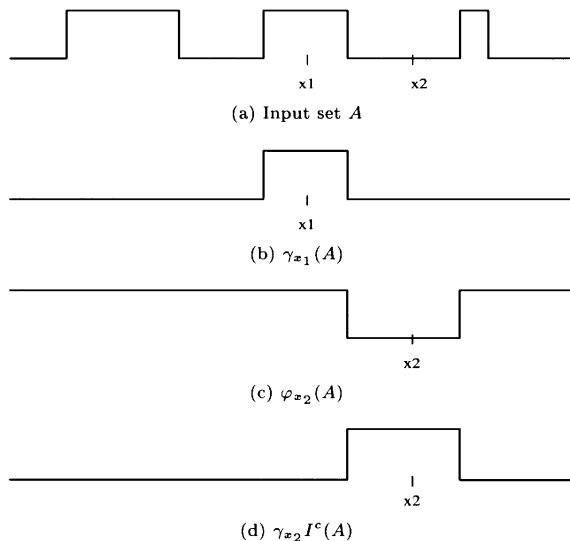 x1 x2
(a) Input set A
x1
(b) γₓ₁(A)
x2
(c) φₓ₂(A)
x2
(d) γₓ₂Iᶜ(A)